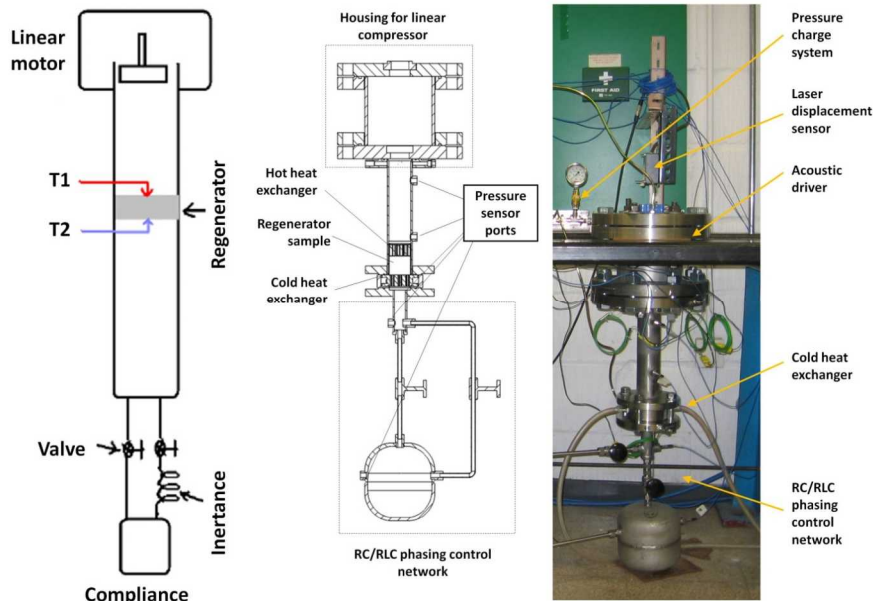 Linear
motor
T1
T2
Regenerator
Valve
Inertance
Compliance
Housing for linear
compressor
Hot heat
exchanger
Regenerator
sample
Cold heat
exchanger
Pressure
sensor
ports
RC/RLC phasing control
network
FIRST AID
Pressure
charge
system
Laser
displacement
sensor
Acoustic
driver
Cold heat
exchanger
RC/RLC
phasing
control
network